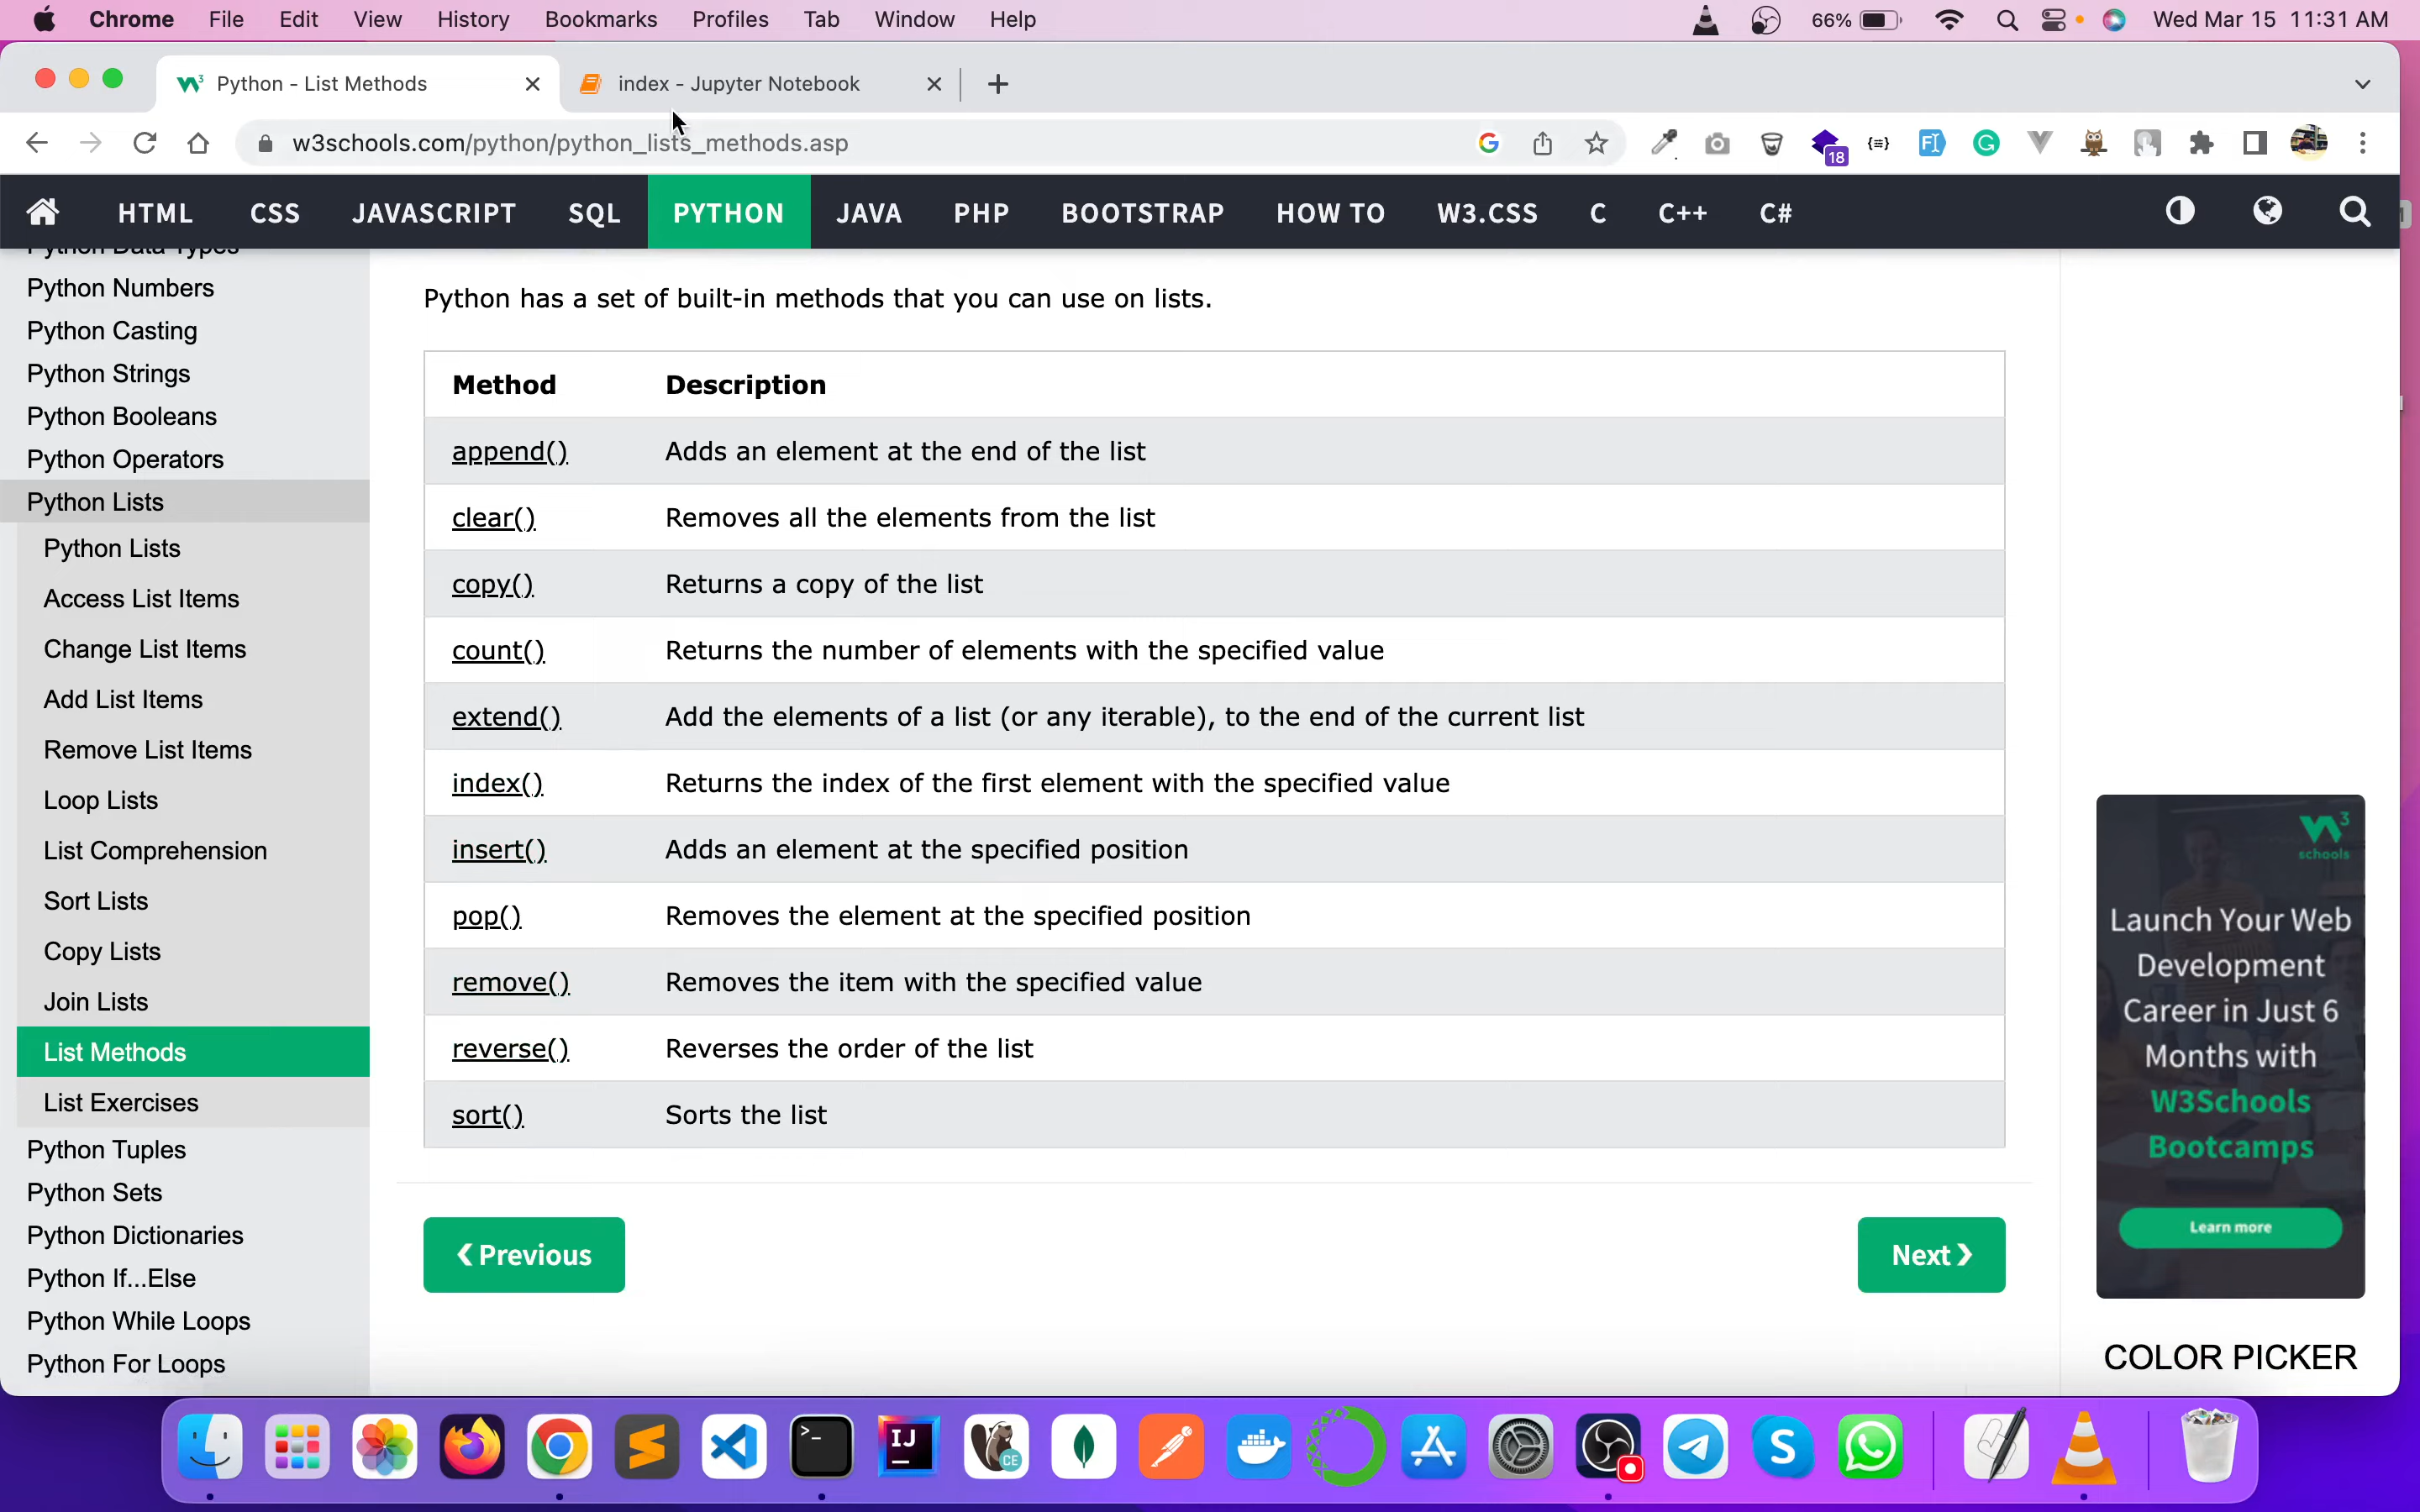 Chrome File Edit View History Bookmarks Profiles Tab Window Help 66% Wed Mar 15 11:31 AM
Python - List Methods index - Jupyter Notebook
w3schools.com/python/python_lists_methods.asp 18
HTML CSS JAVASCRIPT SQL PYTHON JAVA PHP BOOTSTRAP HOW TO W3.CSS C C++ C#
Python Data Types
Python Numbers
Python Casting
Python Strings
Python Booleans
Python Operators
Python Lists
Python Lists
Access List Items
Change List Items
Add List Items
Remove List Items
Loop Lists
List Comprehension
Sort Lists
Copy Lists
Join Lists
List Methods
List Exercises
Python Tuples
Python Sets
Python Dictionaries
Python If...Else
Python While Loops
Python For Loops
Python has a set of built-in methods that you can use on lists.
Method Description
append() Adds an element at the end of the list
clear() Removes all the elements from the list
copy() Returns a copy of the list
count() Returns the number of elements with the specified value
extend() Add the elements of a list (or any iterable), to the end of the current list
index() Returns the index of the first element with the specified value
insert() Adds an element at the specified position
pop() Removes the element at the specified position
remove() Removes the item with the specified value
reverse() Reverses the order of the list
sort() Sorts the list
❮ Previous Next ❯
W3 schools
Launch Your Web
Development
Career in Just 6
Months with
W3Schools
Bootcamps
Learn more
COLOR PICKER
IJ CE S